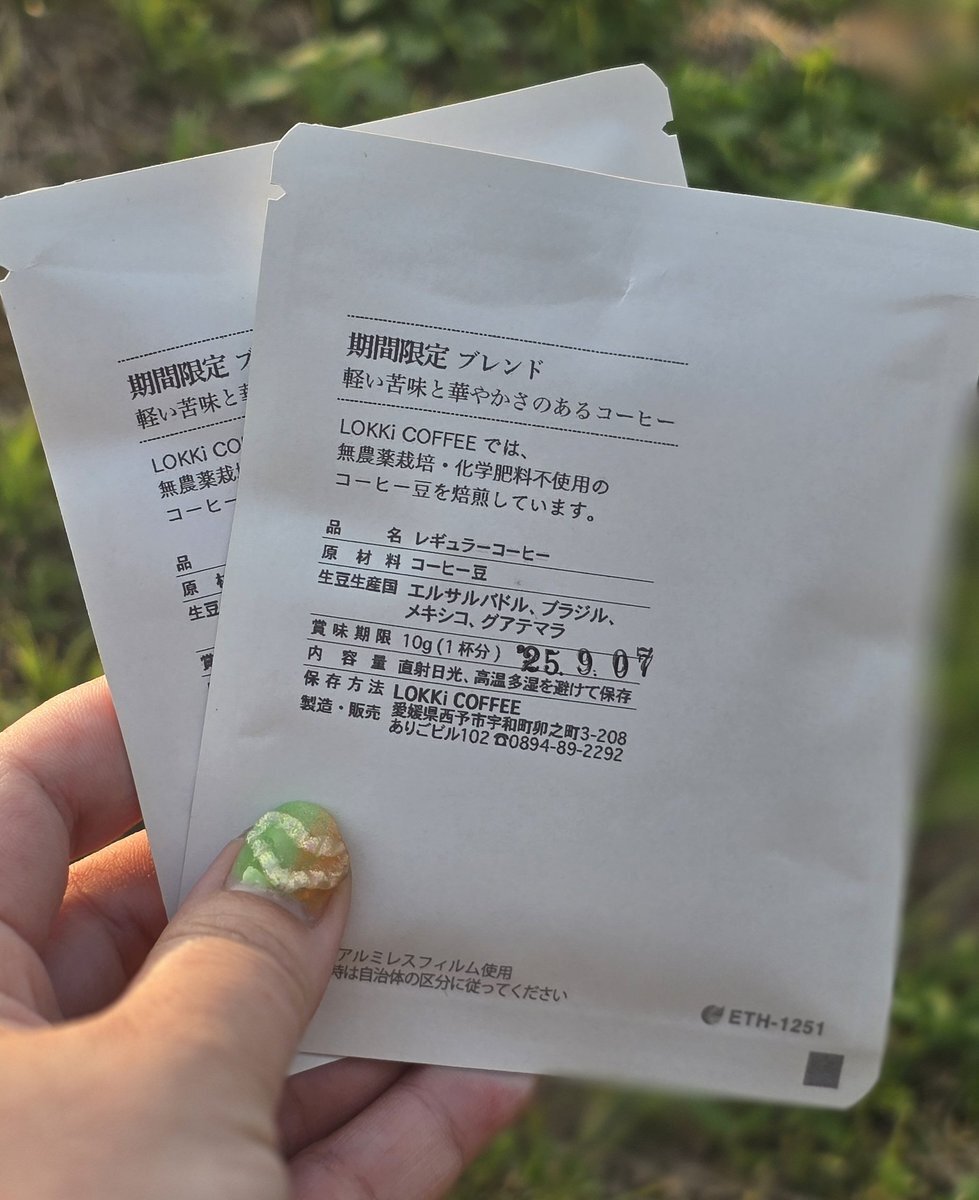 期間限定 ブレンド
軽い苦味と華やかさのあるコーヒー
LOKKi COFFEE では、
無農薬栽培・化学肥料不使用の
コーヒー豆を焙煎しています。
品 名 レギュラーコーヒー
原 材 料 コーヒー豆
生豆生産国 エルサルバドル、ブラジル、
メキシコ、グアテマラ
賞味期限 10g(1杯分) 25. 9. 07
内 容 量 直射日光、高温多湿を避けて保存
保存方法 LOKKi COFFEE
製造・販売 愛媛県西予市宇和町卯之町3-208
ありごビル102 ☎0894-89-2292
アルミレスフィルム使用
時は自治体の区分に従ってください
ETH-1251
期間限定 ブ
軽い苦味と華
LOKKi CO
無農薬栽
コーヒー
品
原 材
生豆
賞